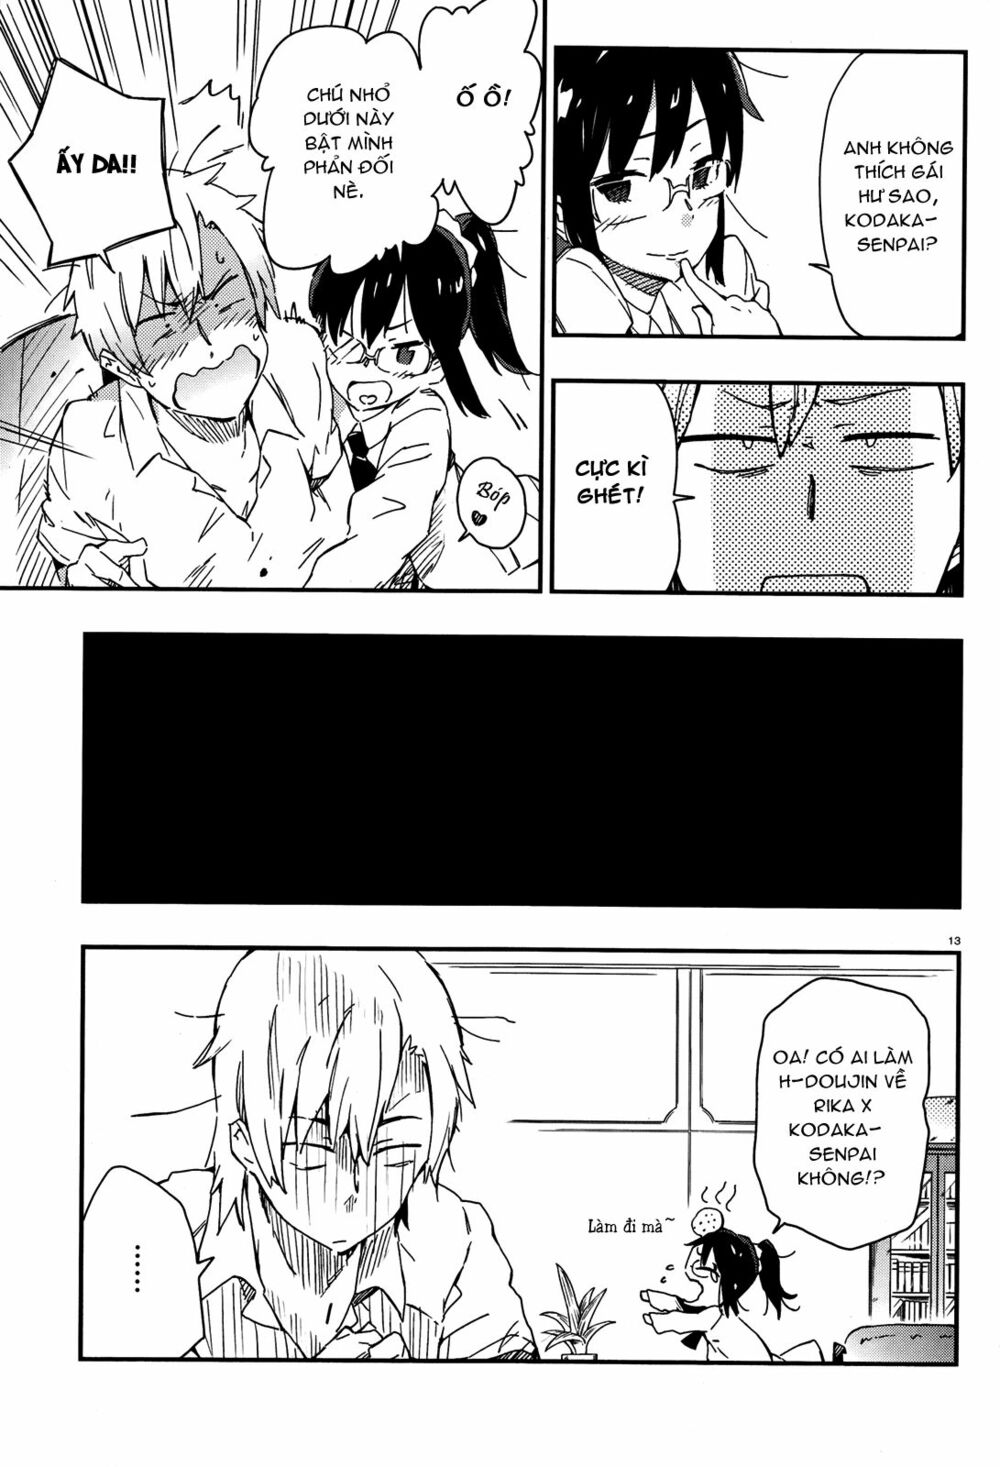 ANH KHÔNG
THÍCH GÁI
HƯ SAO,
KODAKA-
SENPAI?
CỰC KÌ
GHÉT!
Ố Ồ!
CHÚ NHỎ
DƯỚI NÀY
BẬT MÌNH
PHẢN ĐỐI
NÈ.
ẤY DA!!
Bóp
13
OA! CÓ AI LÀM
H-DOUJIN VỀ
RIKA X
KODAKA-
SENPAI
KHÔNG!?
Làm đi mà~
......